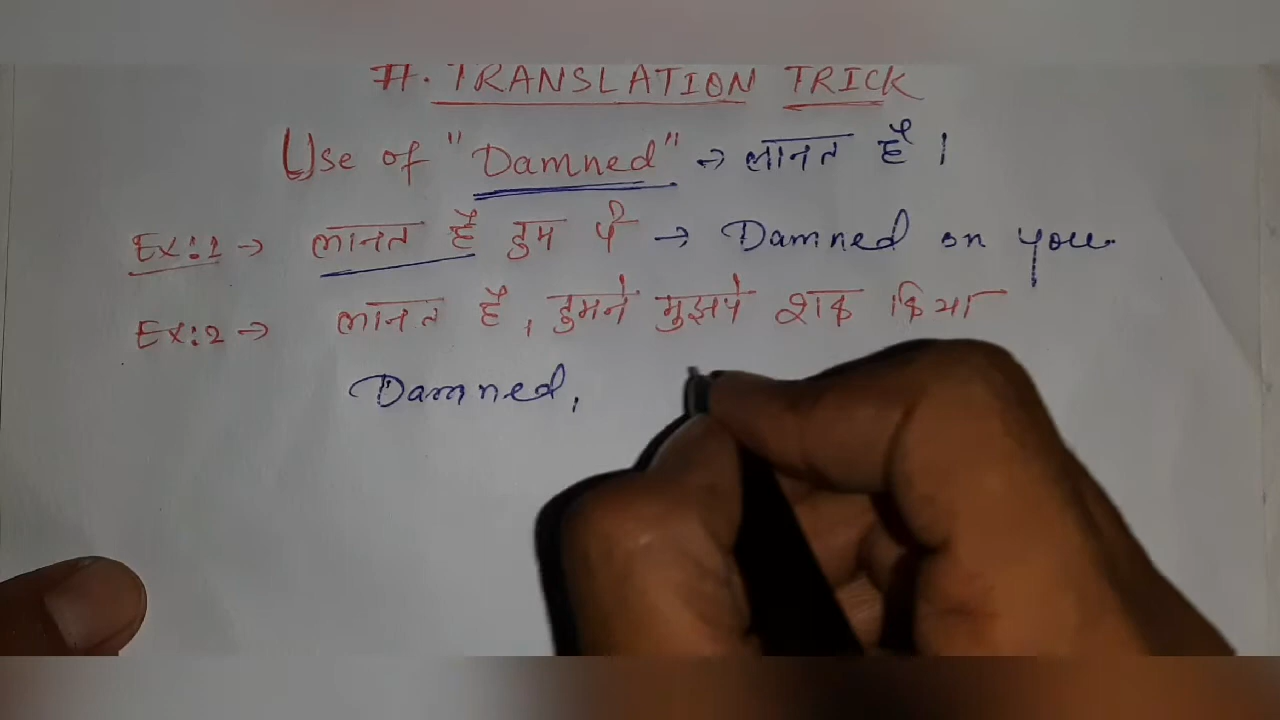 #. TRANSLATION TRICK
Use of "Damned" → लानत है ।
Ex:1 → लानत है तुम पे → Damned on you.
Ex:2 → लानत है, तुमने मुझपे शक किया
Damned,